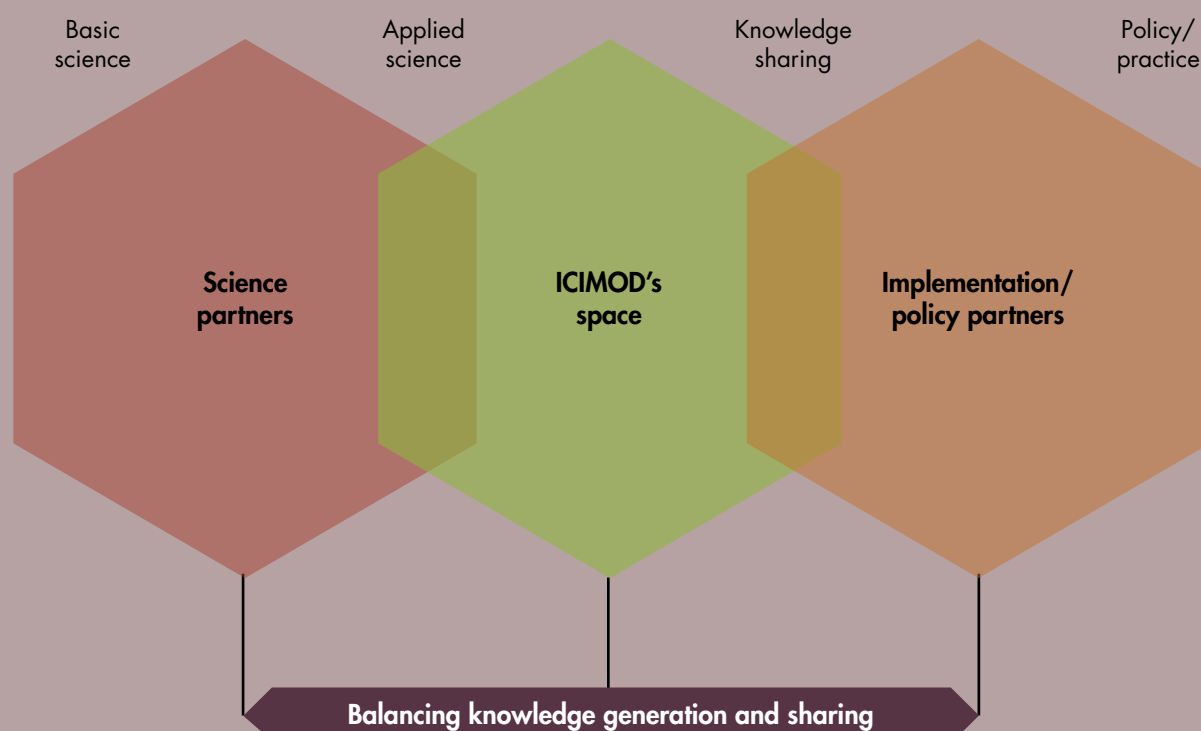 Basic
science
Applied
science
Knowledge
sharing
Policy/
practice
Science
partners
ICIMOD’s
space
Implementation/
policy partners
Balancing knowledge generation and sharing